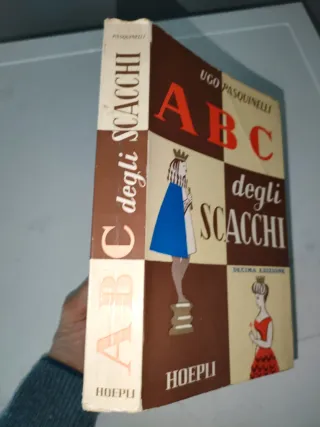 PASQUINELLI
ABC degli SCACCHI
HOEPLI
UGO PASQUINELLI
ABC
degli
SCACCHI
DECIMA EDIZIONE
HOEPLI